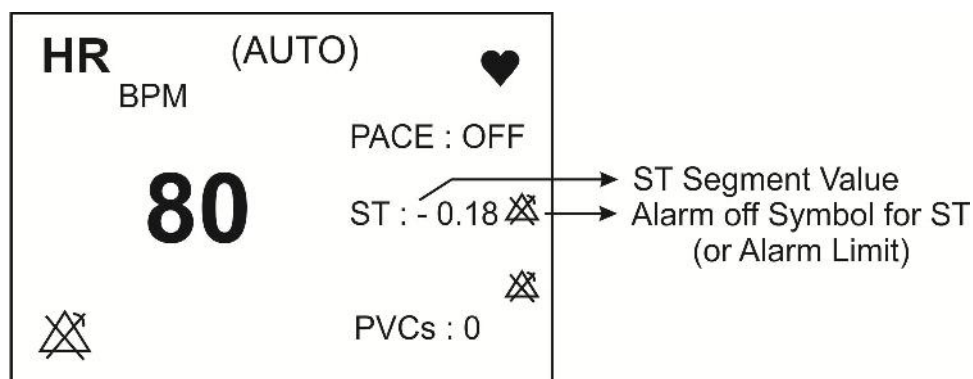 HR (AUTO)
BPM
PACE : OFF
80
ST : - 0.18
PVCs : 0
ST Segment Value
Alarm off Symbol for ST
(or Alarm Limit)